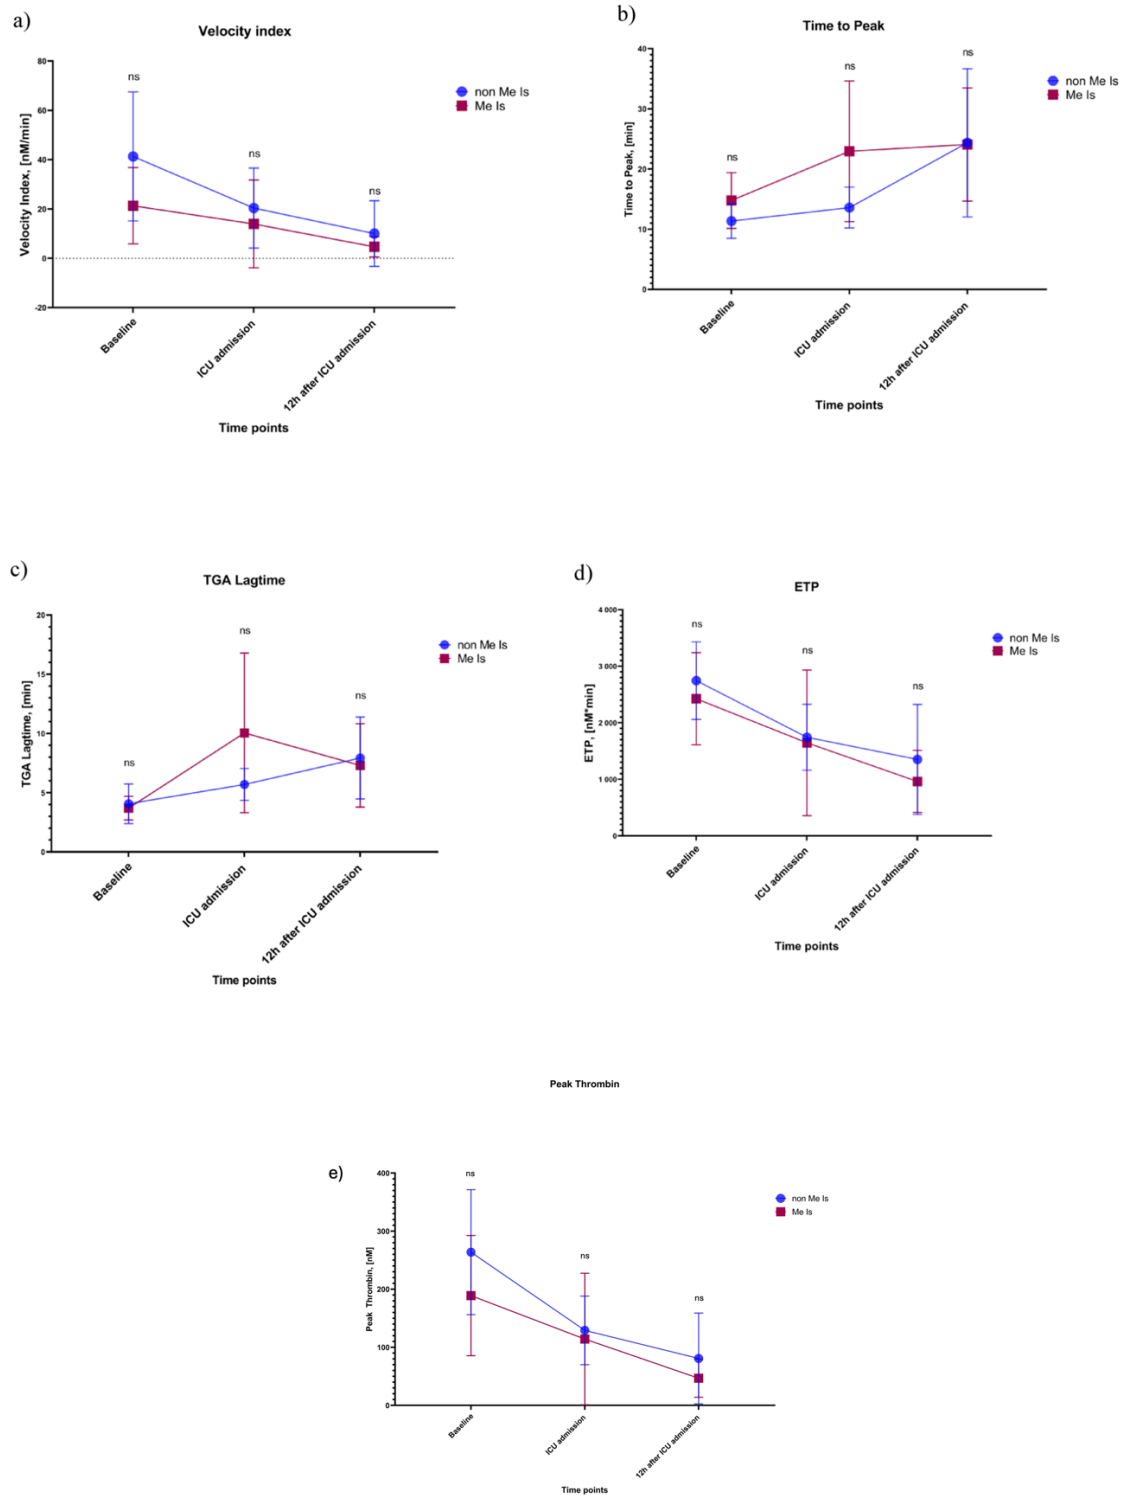 a)
Velocity index
80
60
40
20
0
-20
Velocity Index, [nM/min]
ns
ns
ns
non Me Is
Me Is
Baseline
ICU admission
12h after ICU admission
Time points
b)
Time to Peak
40
30
20
10
0
Time to Peak, [min]
ns
ns
ns
non Me Is
Me Is
Baseline
ICU admission
12h after ICU admission
Time points
c)
TGA Lagtime
20
15
10
5
0
TGA Lagtime, [min]
ns
ns
ns
non Me Is
Me Is
Baseline
ICU admission
12h after ICU admission
Time points
d)
ETP
4 000
3 000
2 000
1 000
0
ETP, [nM*min]
ns
ns
ns
non Me Is
Me Is
Baseline
ICU admission
12h after ICU admission
Time points
Peak Thrombin
e)
400
300
200
100
0
Peak Thrombin, [nM]
ns
ns
ns
non Me Is
Me Is
Baseline
ICU admission
12h after ICU admission
Time points